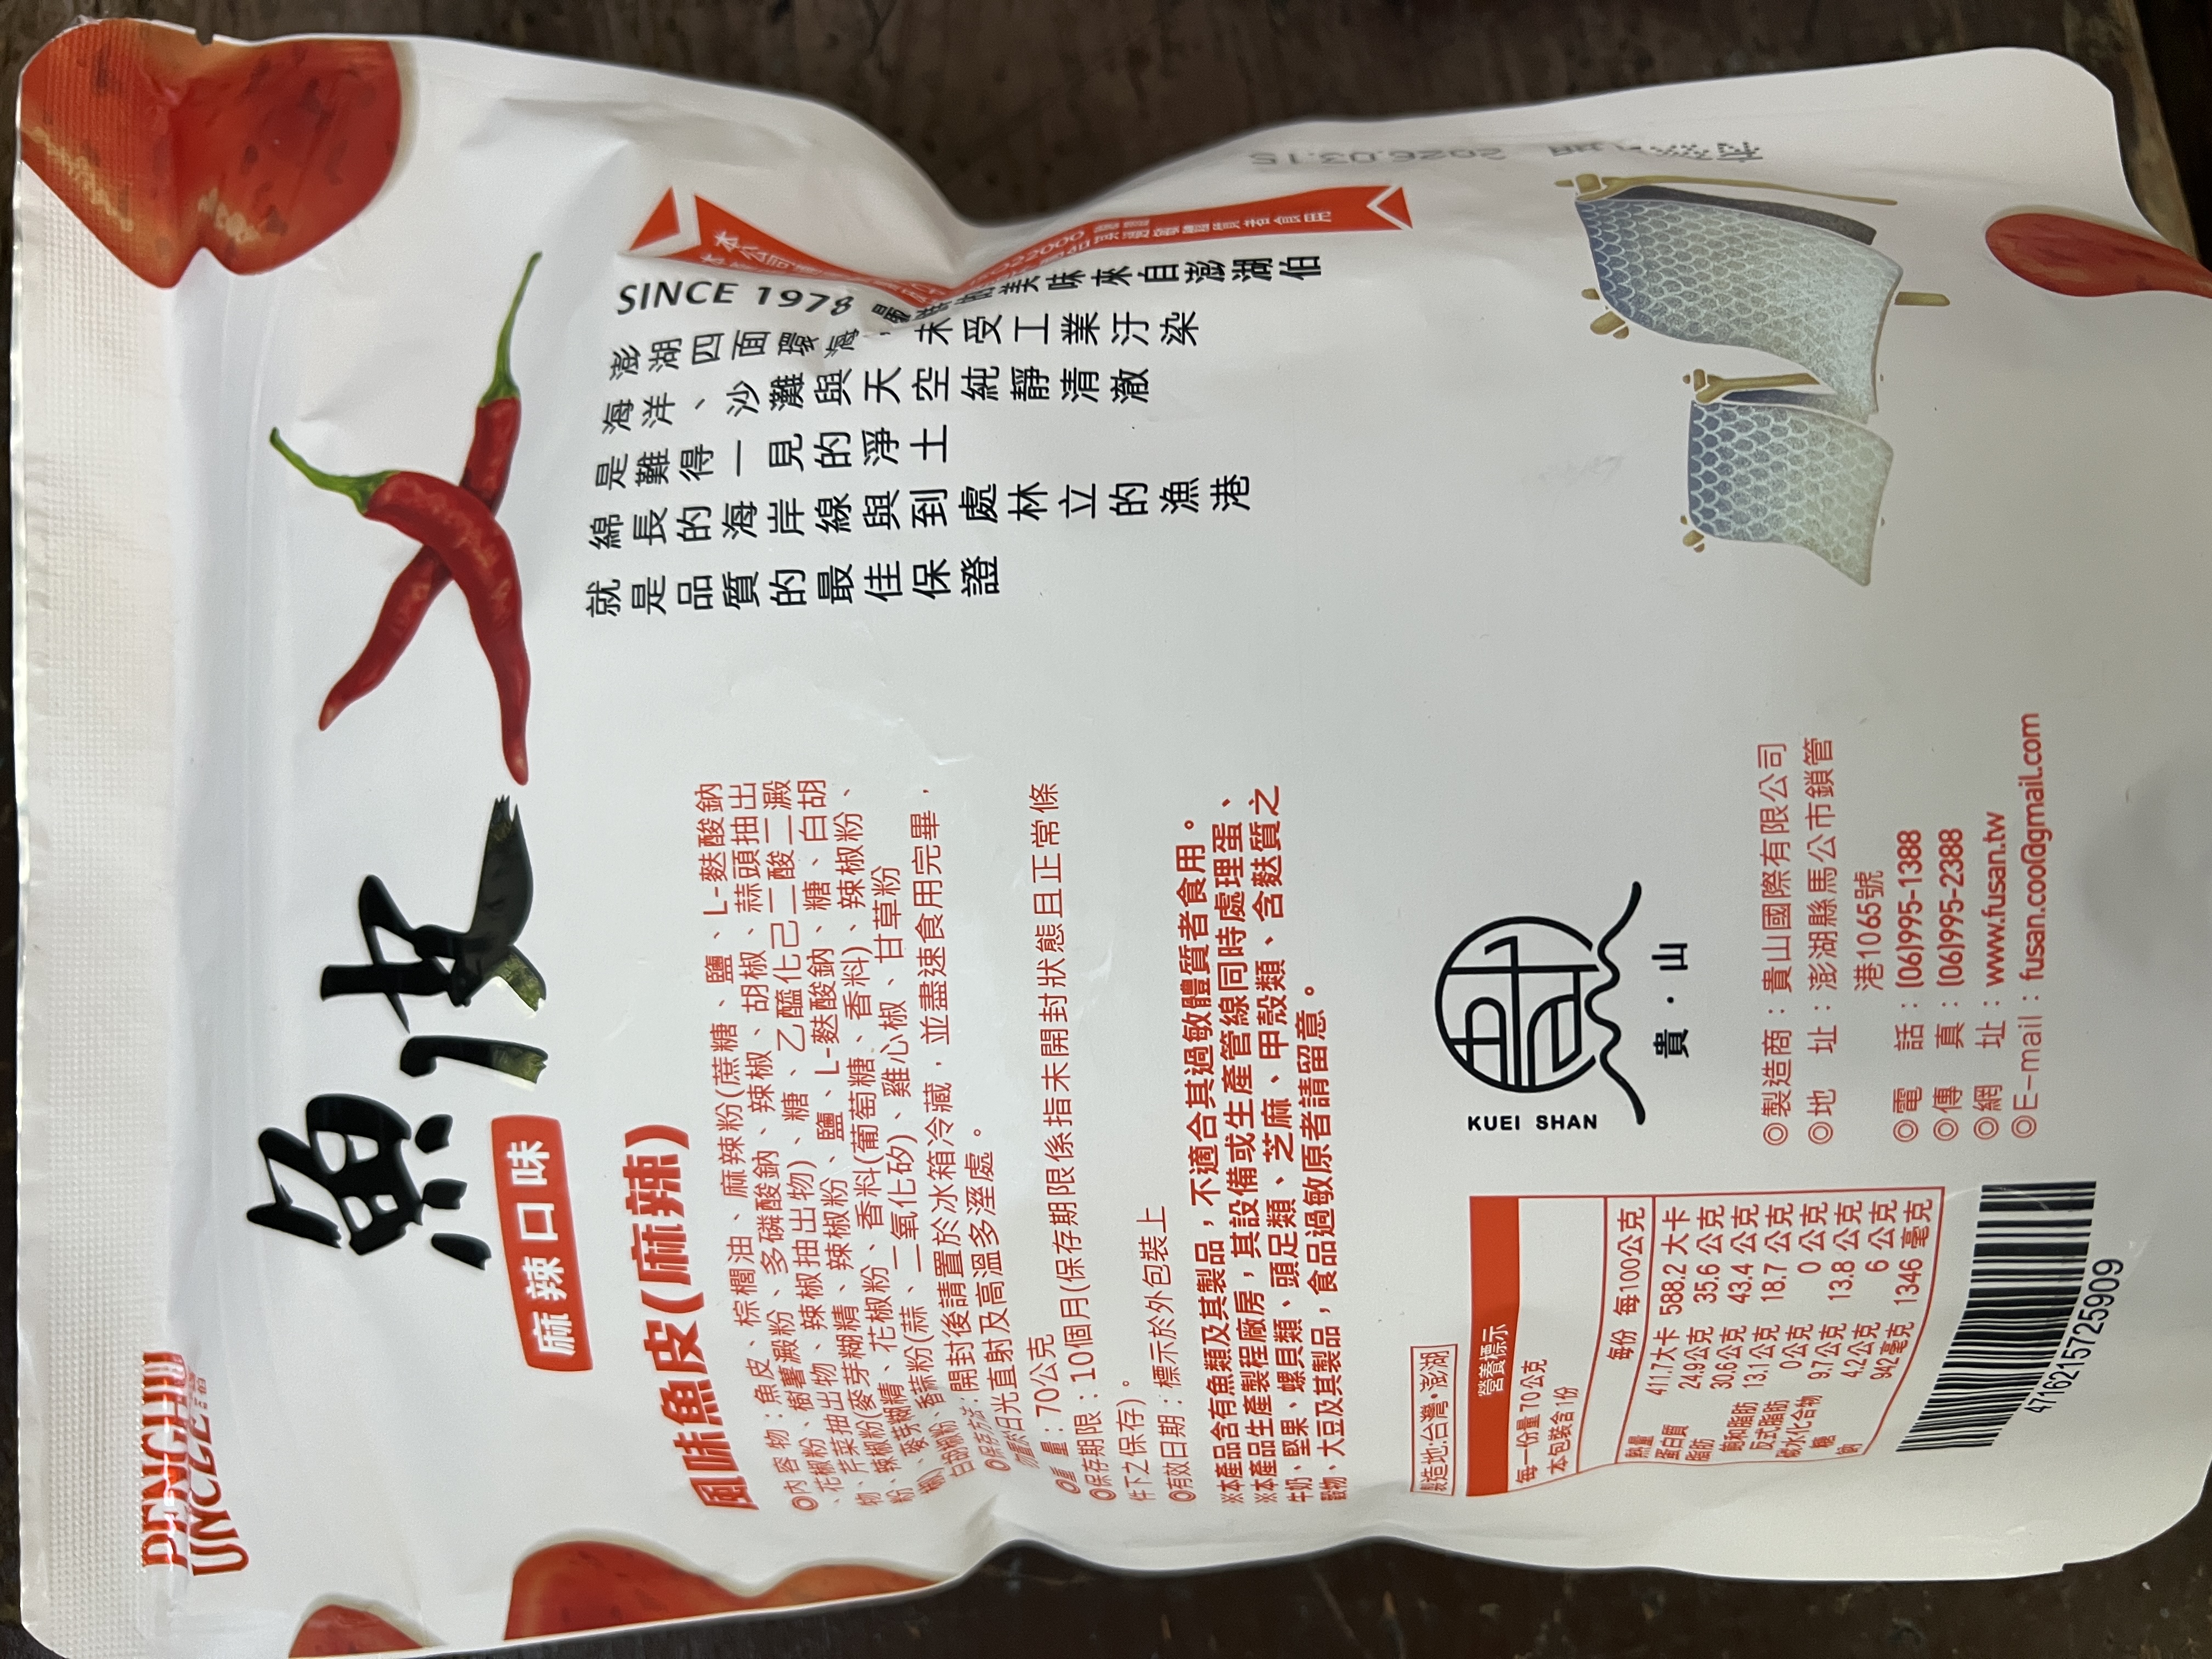 PENGHU
UNCLE
魚皮
麻辣口味
SINCE 1978
美味來自澎湖伯
澎湖四面環海，未受工業汙染
海洋、沙灘與天空純靜清澈
是難得一見的淨土
綿長的海岸線與到處林立的漁港
就是品質的最佳保證
風味魚皮(麻辣)
◎內容物：魚皮、棕櫚油、麻辣粉(蔗糖、鹽、L-麩酸鈉
、花椒粉、樹薯澱粉、多磷酸鈉、辣椒、胡椒、蒜頭抽出
物、芹菜抽出物、辣椒抽出物)、糖、乙醯化己二酸二澱
粉、辣椒粉(麥芽糊精、辣椒粉、鹽、L-麩酸鈉、糖、白胡
椒)、麥芽糊精、花椒粉、香料(葡萄糖、香料)、辣椒粉、
白胡椒粉、香蒜粉(蒜、二氧化矽)、雞心椒、甘草粉
◎保存方法：開封後請置於冰箱冷藏，並盡速食用完畢，
勿置於日光直射及高溫多溼處。
◎重 量：70公克
◎保存期限：10個月(保存期限係指未開封狀態且正常條
件下之保存)。
◎有效日期：標示於外包裝上
※本產品含有魚類及其製品，不適合其過敏體質者食用。
※本產品生產製程廠房，其設備或生產管線同時處理蛋、
牛奶、堅果、螺貝類、頭足類、芝麻、甲殼類、含麩質之
穀物、大豆及其製品，食品過敏原者請留意。
製造地:台灣·澎湖
營養標示
每一份量 70公克
本包裝含 1份
每份 每100公克
熱量 411.7大卡 588.2 大卡
蛋白質 24.9公克 35.6 公克
脂肪 30.6公克 43.4 公克
飽和脂肪 13.1公克 18.7 公克
反式脂肪 0公克 0 公克
碳水化合物 9.7公克 13.8 公克
糖 4.2公克 6 公克
鈉 942毫克 1346 毫克
4716215725909
KUEI SHAN
貴·山
◎製造商：貴山國際有限公司
◎地 址：澎湖縣馬公市鎖管
港1065號
◎電 話：(06)995-1388
◎傳 真：(06)995-2388
◎網 址：www.fusan.tw
◎E-mail：fusan.coo@gmail.com
2026.03.15